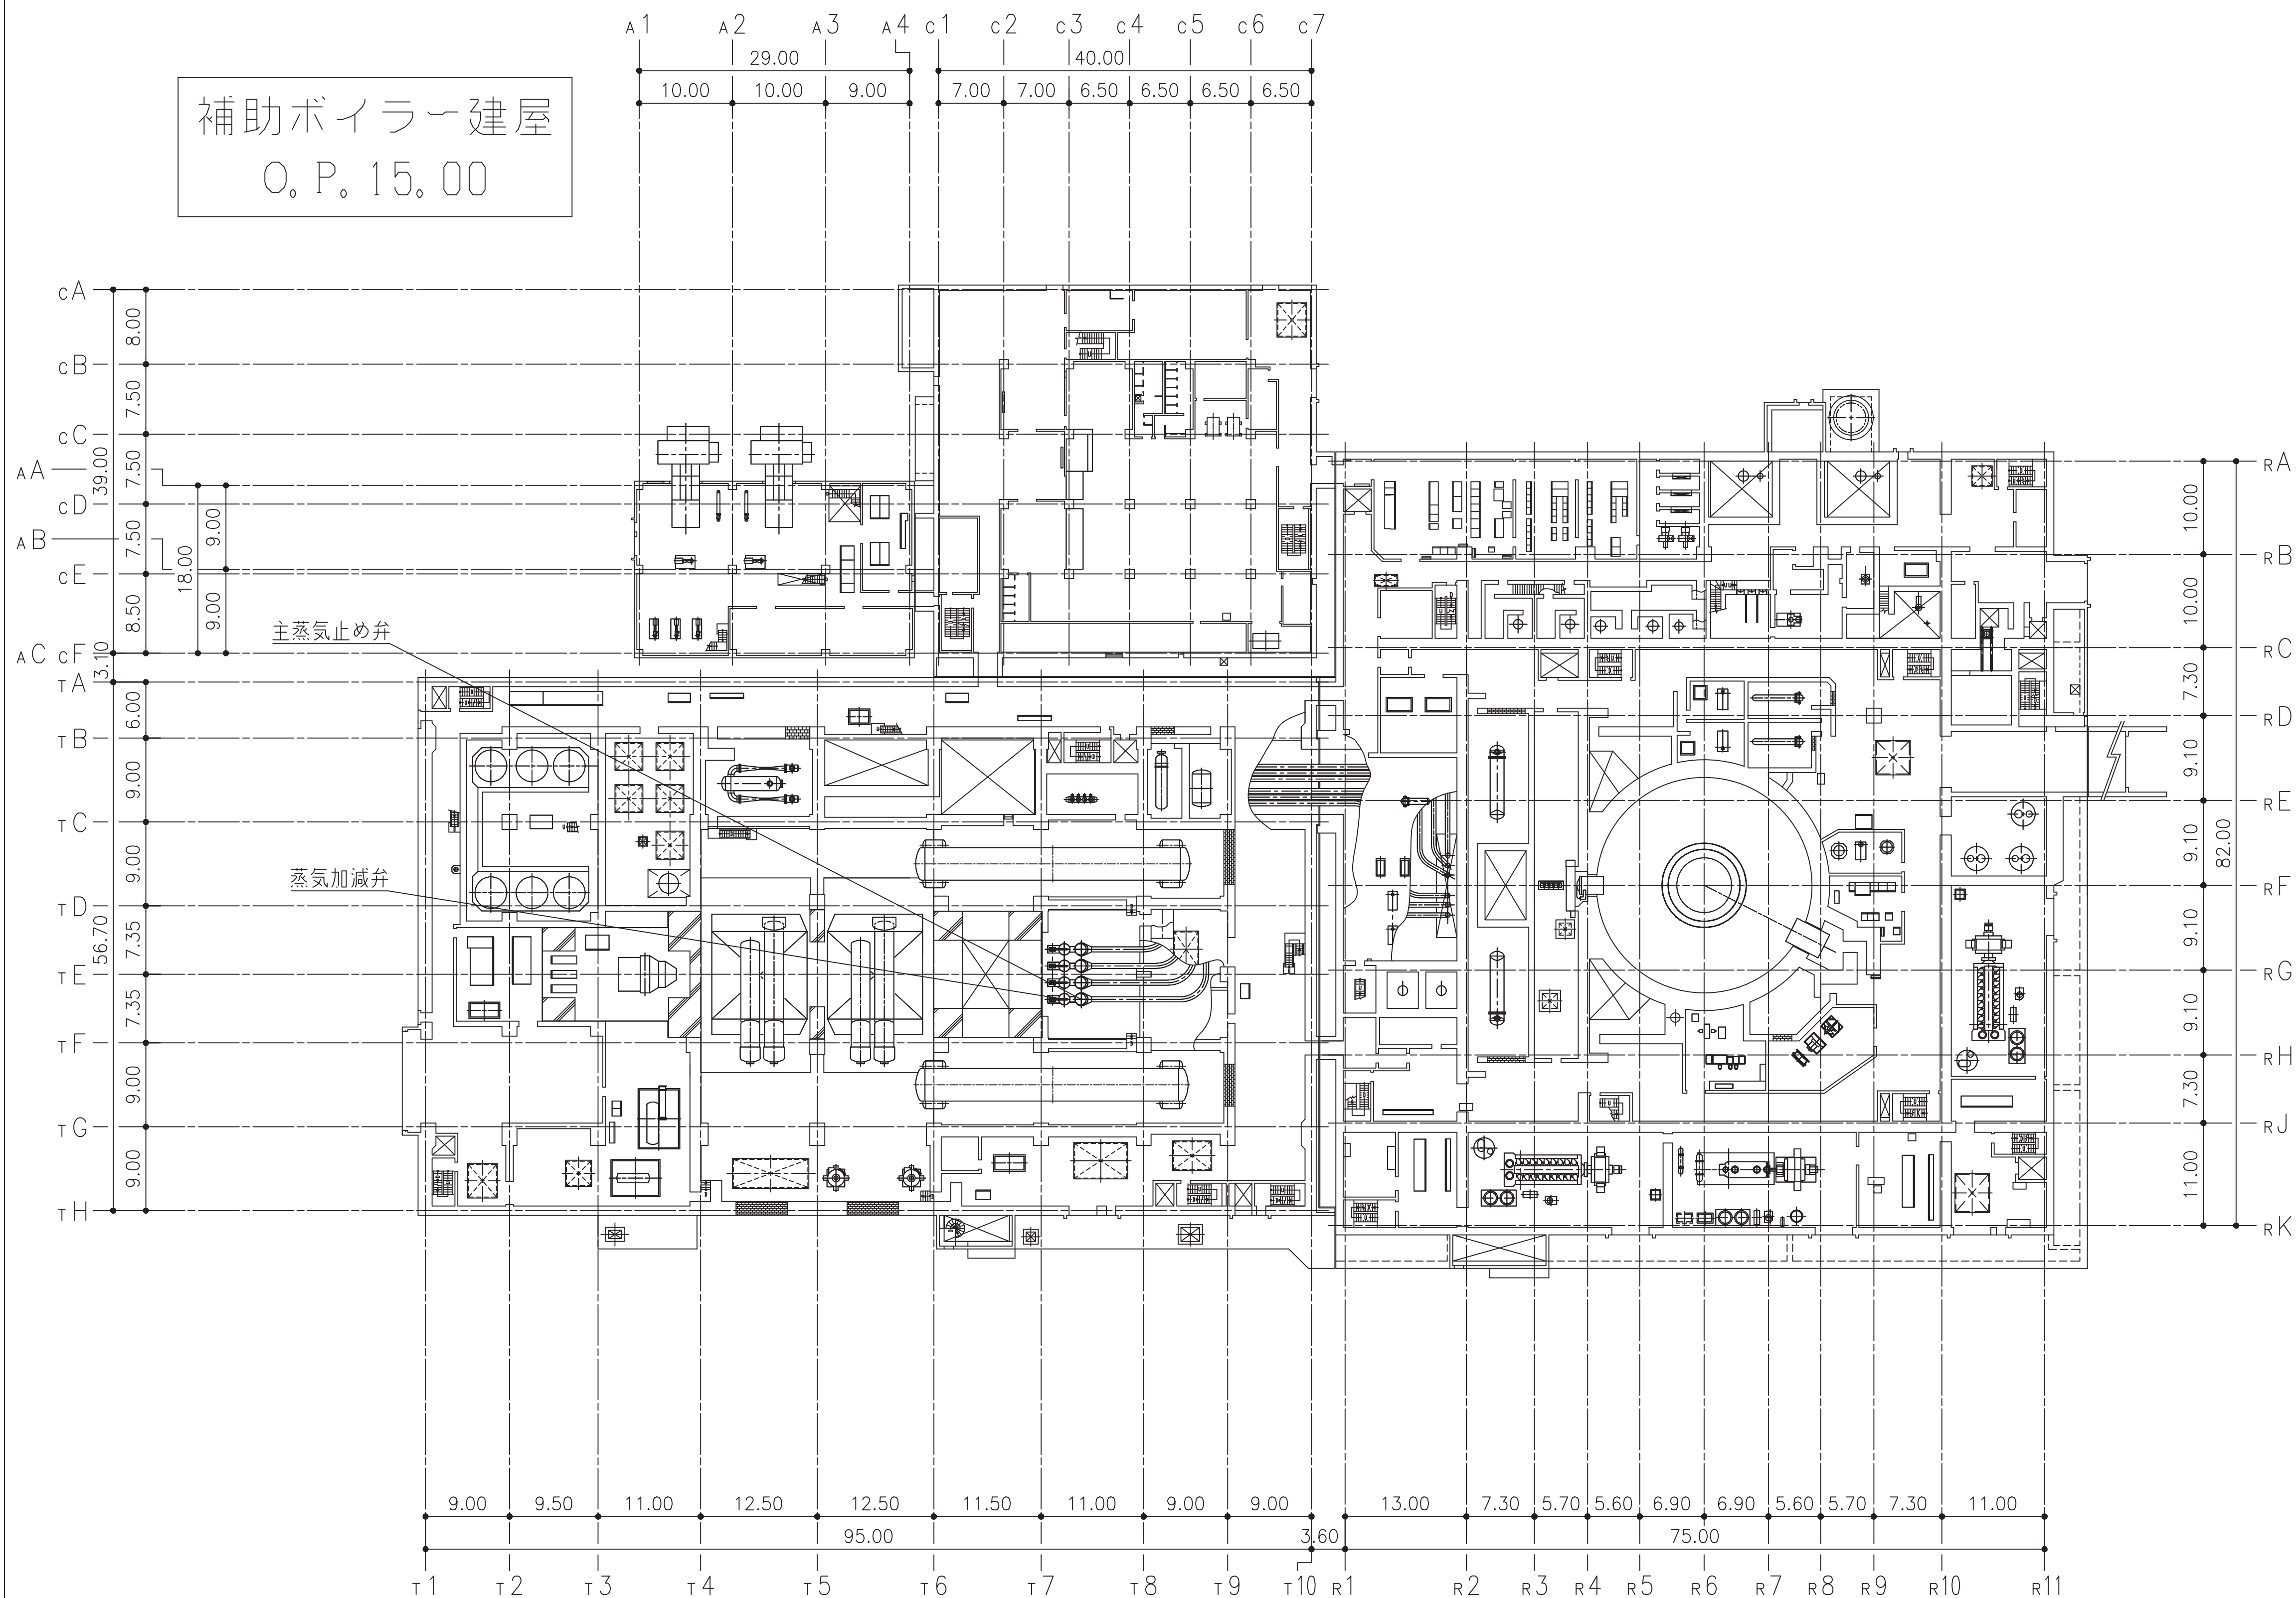 A1 A2 A3 A4 C1 C2 C3 C4 C5 C6 C7
29.00 40.00
10.00 10.00 9.00 7.00 7.00 6.50 6.50 6.50 6.50
補助ボイラー建屋
O.P.15.00
CA
8.00
CB
7.50
CC
AA
39.00
7.50
CD
AB
7.50
CE
8.50
18.00
9.00
9.00
AC CF
3.10
TA
6.00
TB
9.00
TC
9.00
TD
56.70
7.35
TE
7.35
TF
9.00
TG
9.00
TH
主蒸気止め弁
蒸気加減弁
RA
10.00
RB
10.00
RC
7.30
RD
9.10
RE
9.10
82.00
RF
9.10
RG
9.10
RH
7.30
RJ
11.00
RK
9.00 9.50 11.00 12.50 12.50 11.50 11.00 9.00 9.00 13.00 7.30 5.70 5.60 6.90 6.90 5.60 5.70 7.30 11.00
95.00 3.60 75.00
T1 T2 T3 T4 T5 T6 T7 T8 T9 T10 R1 R2 R3 R4 R5 R6 R7 R8 R9 R10 R11